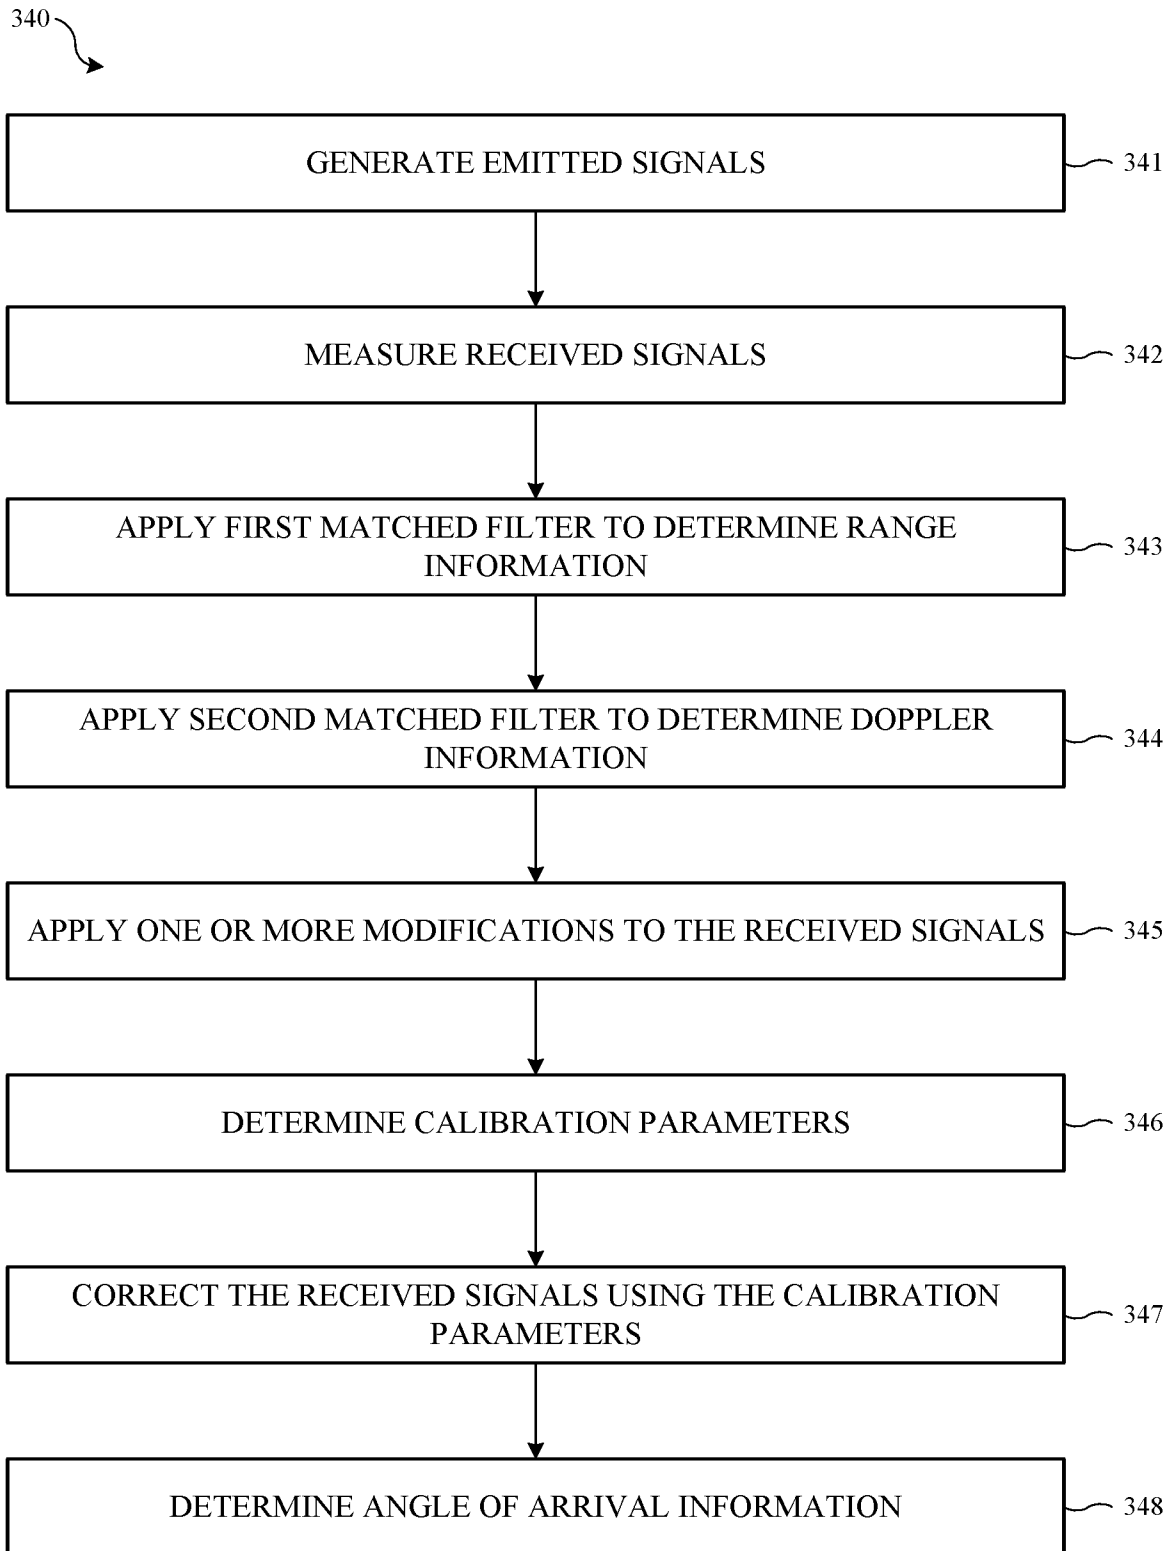 340
GENERATE EMITTED SIGNALS
341
MEASURE RECEIVED SIGNALS
342
APPLY FIRST MATCHED FILTER TO DETERMINE RANGE
INFORMATION
343
APPLY SECOND MATCHED FILTER TO DETERMINE DOPPLER
INFORMATION
344
APPLY ONE OR MORE MODIFICATIONS TO THE RECEIVED SIGNALS
345
DETERMINE CALIBRATION PARAMETERS
346
CORRECT THE RECEIVED SIGNALS USING THE CALIBRATION
PARAMETERS
347
DETERMINE ANGLE OF ARRIVAL INFORMATION
348